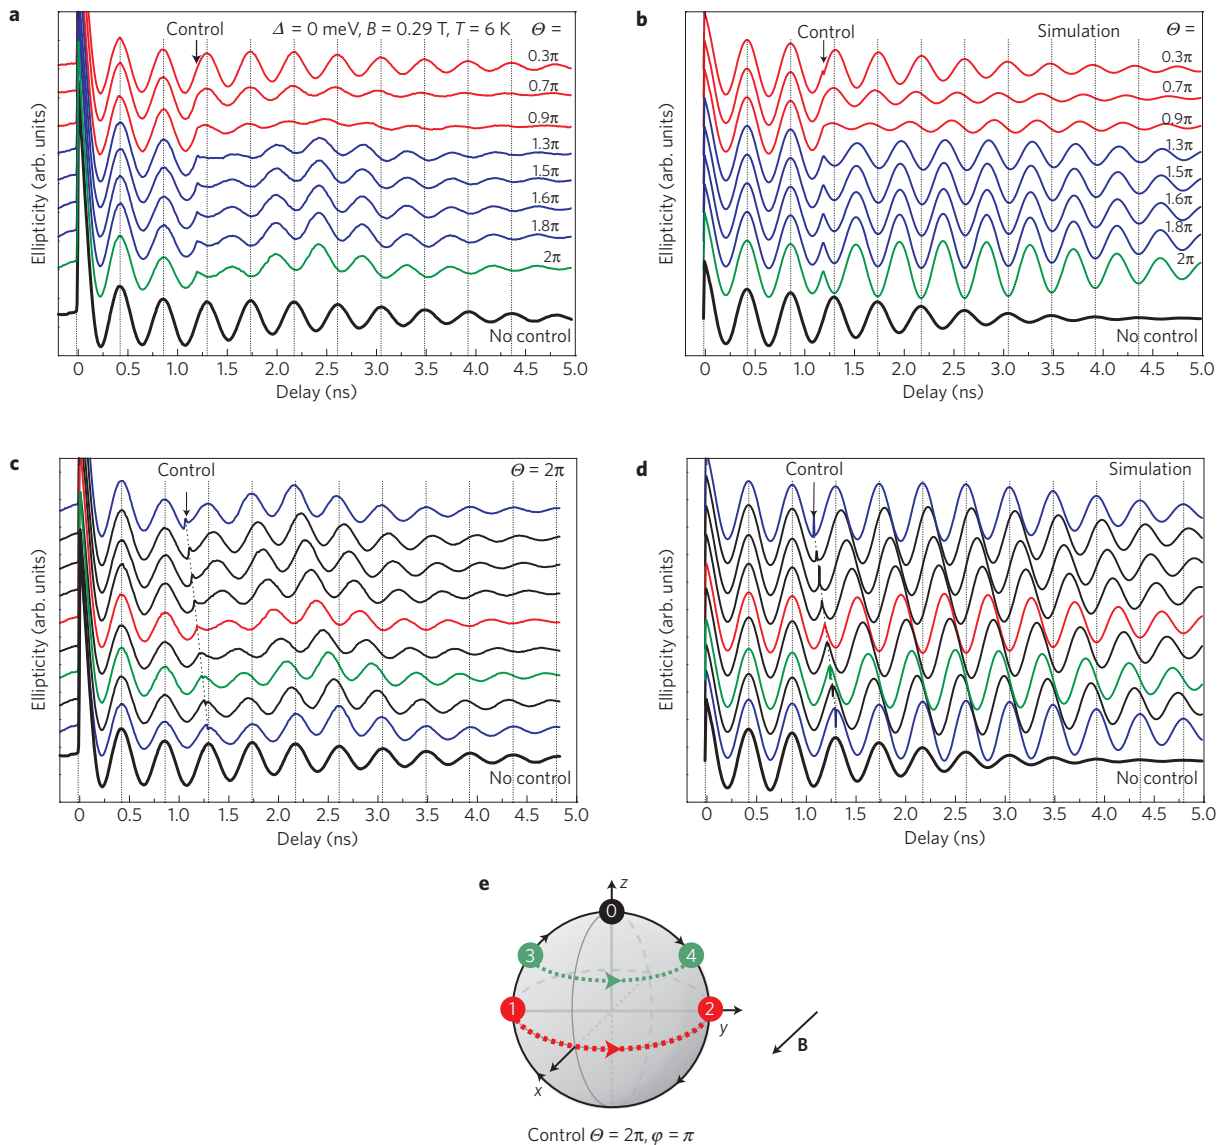 a
Control
Δ = 0 meV, B = 0.29 T, T = 6 K
Θ =
0.3π
0.7π
0.9π
1.3π
1.5π
1.6π
1.8π
2π
No control
Ellipticity (arb. units)
0 0.5 1.0 1.5 2.0 2.5 3.0 3.5 4.0 4.5 5.0
Delay (ns)
b
Control
Simulation
Θ =
0.3π
0.7π
0.9π
1.3π
1.5π
1.6π
1.8π
2π
No control
Ellipticity (arb. units)
0 0.5 1.0 1.5 2.0 2.5 3.0 3.5 4.0 4.5 5.0
Delay (ns)
c
Control
Θ = 2π
No control
Ellipticity (arb. units)
0 0.5 1.0 1.5 2.0 2.5 3.0 3.5 4.0 4.5 5.0
Delay (ns)
d
Control
Simulation
No control
Ellipticity (arb. units)
0 0.5 1.0 1.5 2.0 2.5 3.0 3.5 4.0 4.5 5.0
Delay (ns)
e
z
0
3
4
1
2
y
x
B
Control Θ = 2π, φ = π